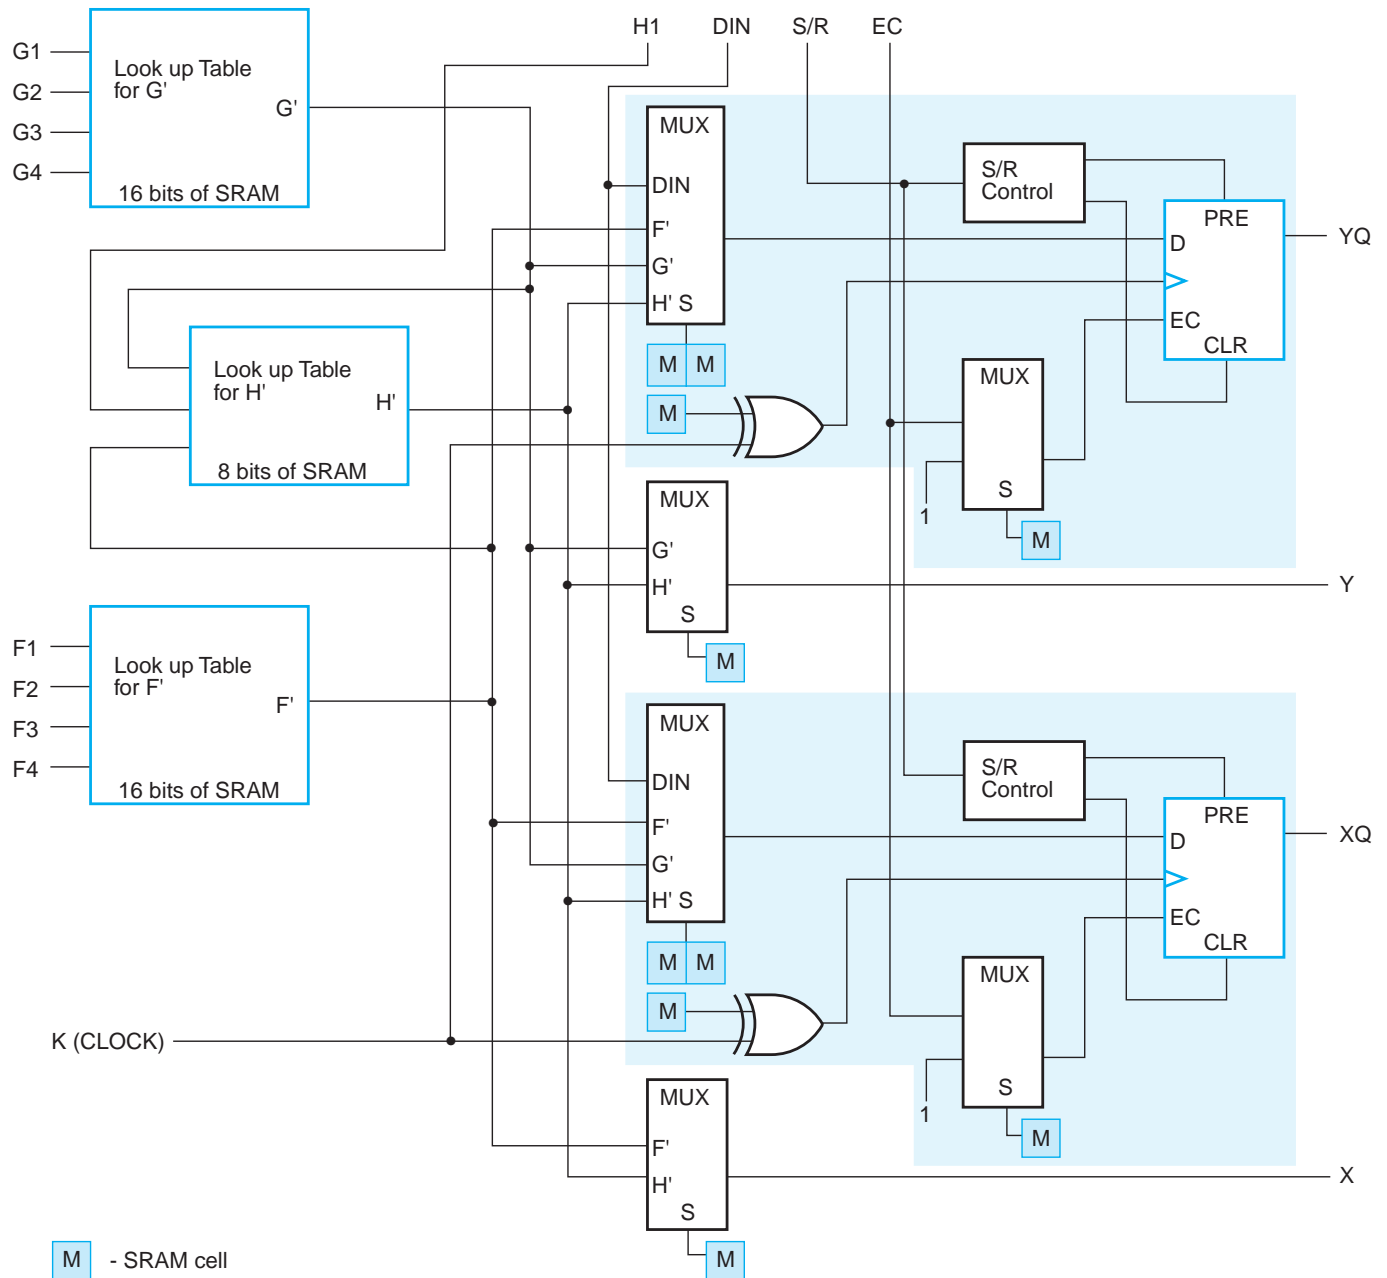 H1 DIN S/R EC
G1
G2
G3
G4
Look up Table
for G'
G'
16 bits of SRAM
MUX
DIN
F'
G'
H' S
M M
M
S/R
Control
PRE
D
EC
CLR
YQ
MUX
S
1
M
Look up Table
for H'
H'
8 bits of SRAM
MUX
G'
H'
S
M
Y
F1
F2
F3
F4
Look up Table
for F'
F'
16 bits of SRAM
MUX
DIN
F'
G'
H' S
M M
M
S/R
Control
PRE
D
EC
CLR
XQ
MUX
S
1
M
K (CLOCK)
MUX
F'
H'
S
M
X
M - SRAM cell